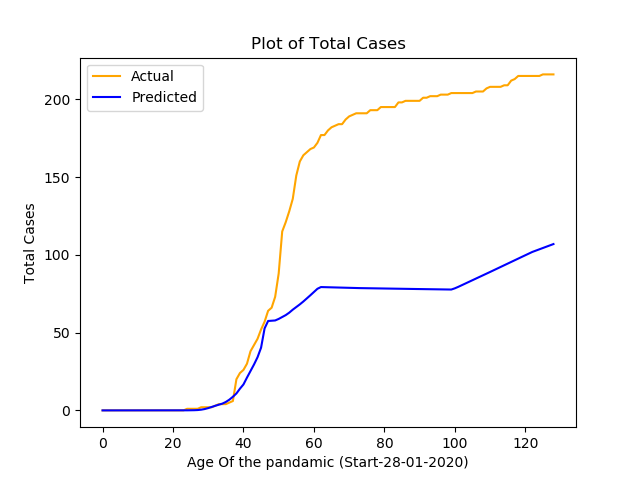 Plot of Total Cases
Actual
Predicted
Total Cases
200
150
100
50
0
0 20 40 60 80 100 120
Age Of the pandamic (Start-28-01-2020)